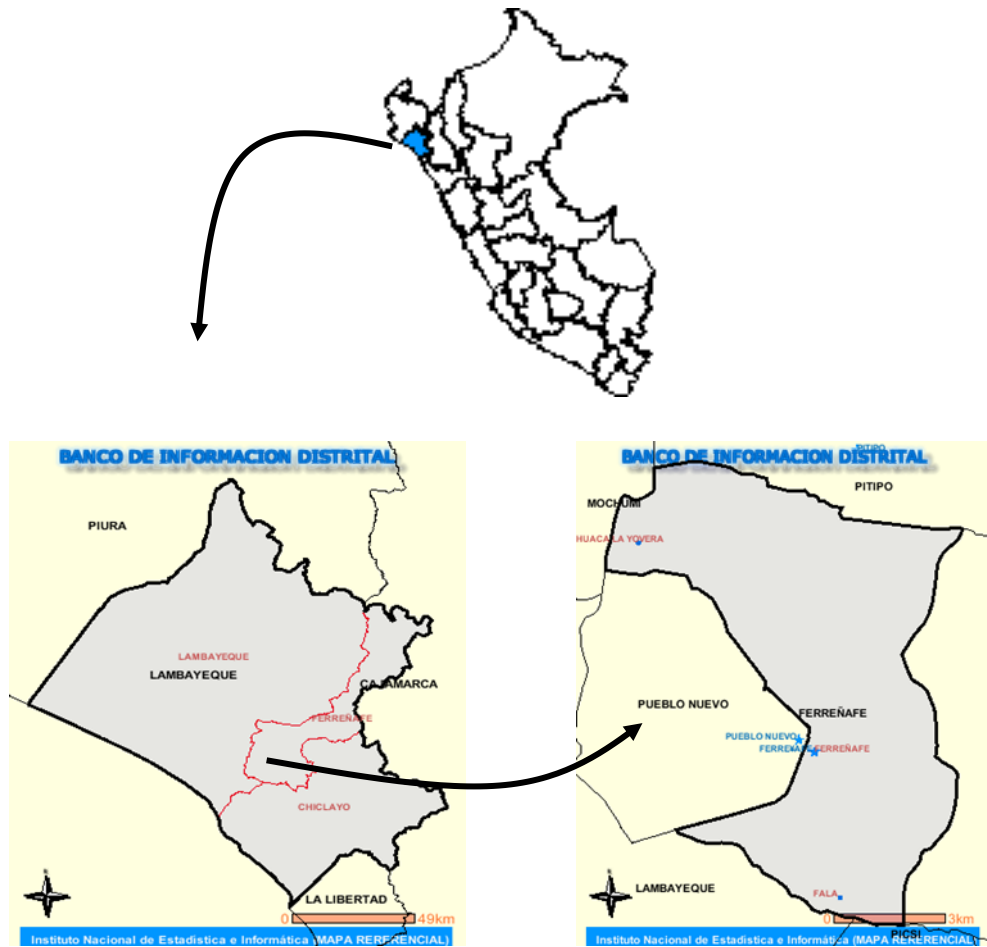 BANCO DE INFORMACION DISTRITAL
PIURA
LAMBAYEQUE
LAMBAYEQUE
CAJAMARCA
FERREÑAFE
CHICLAYO
LA LIBERTAD
0 49km
Instituto Nacional de Estadistica e Informática (MAPA RERERENCIAL)
PITIPO
BANCO DE INFORMACION DISTRITAL
PITIPO
MOCHUMI
HUACA LA YOVERA
PUEBLO NUEVO
FERREÑAFE
PUEBLO NUEVO
FERREÑAFE FERREÑAFE
LAMBAYEQUE
FALA
0 3km
PICSI
Instituto Nacional de Estadistica e Informática (MAPA RERERENCIAL)